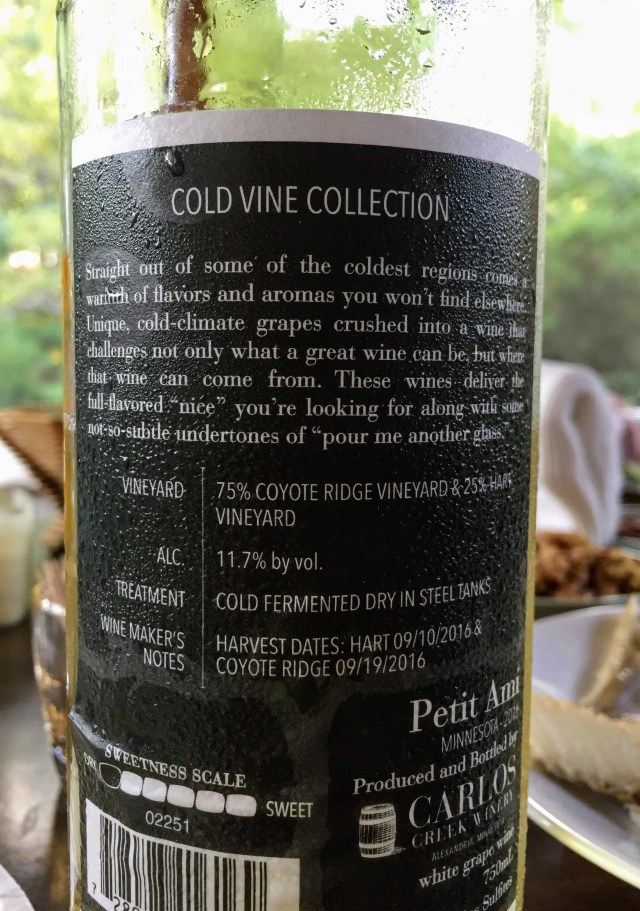 COLD VINE COLLECTION
Straight out of some of the coldest regions comes a
warmth of flavors and aromas you won't find elsewhere.
Unique, cold-climate grapes crushed into a wine that
challenges not only what a great wine can be, but where
that wine can come from. These wines deliver the
full-flavored "nice" you're looking for along with some
not-so-subtle undertones of "pour me another glass."
VINEYARD 75% COYOTE RIDGE VINEYARD & 25% HART
VINEYARD
ALC. 11.7% by vol.
TREATMENT COLD FERMENTED DRY IN STEEL TANKS
WINE MAKER'S NOTES HARVEST DATES: HART 09/10/2016 &
COYOTE RIDGE 09/19/2016
Petit Ami
MINNESOTA - 2016
Produced and Bottled by
CARLOS
CREEK WINERY
ALEXANDRIA,
white grape wine
750mL
Sulfites
SWEETNESS SCALE
DRY SWEET
02251
7